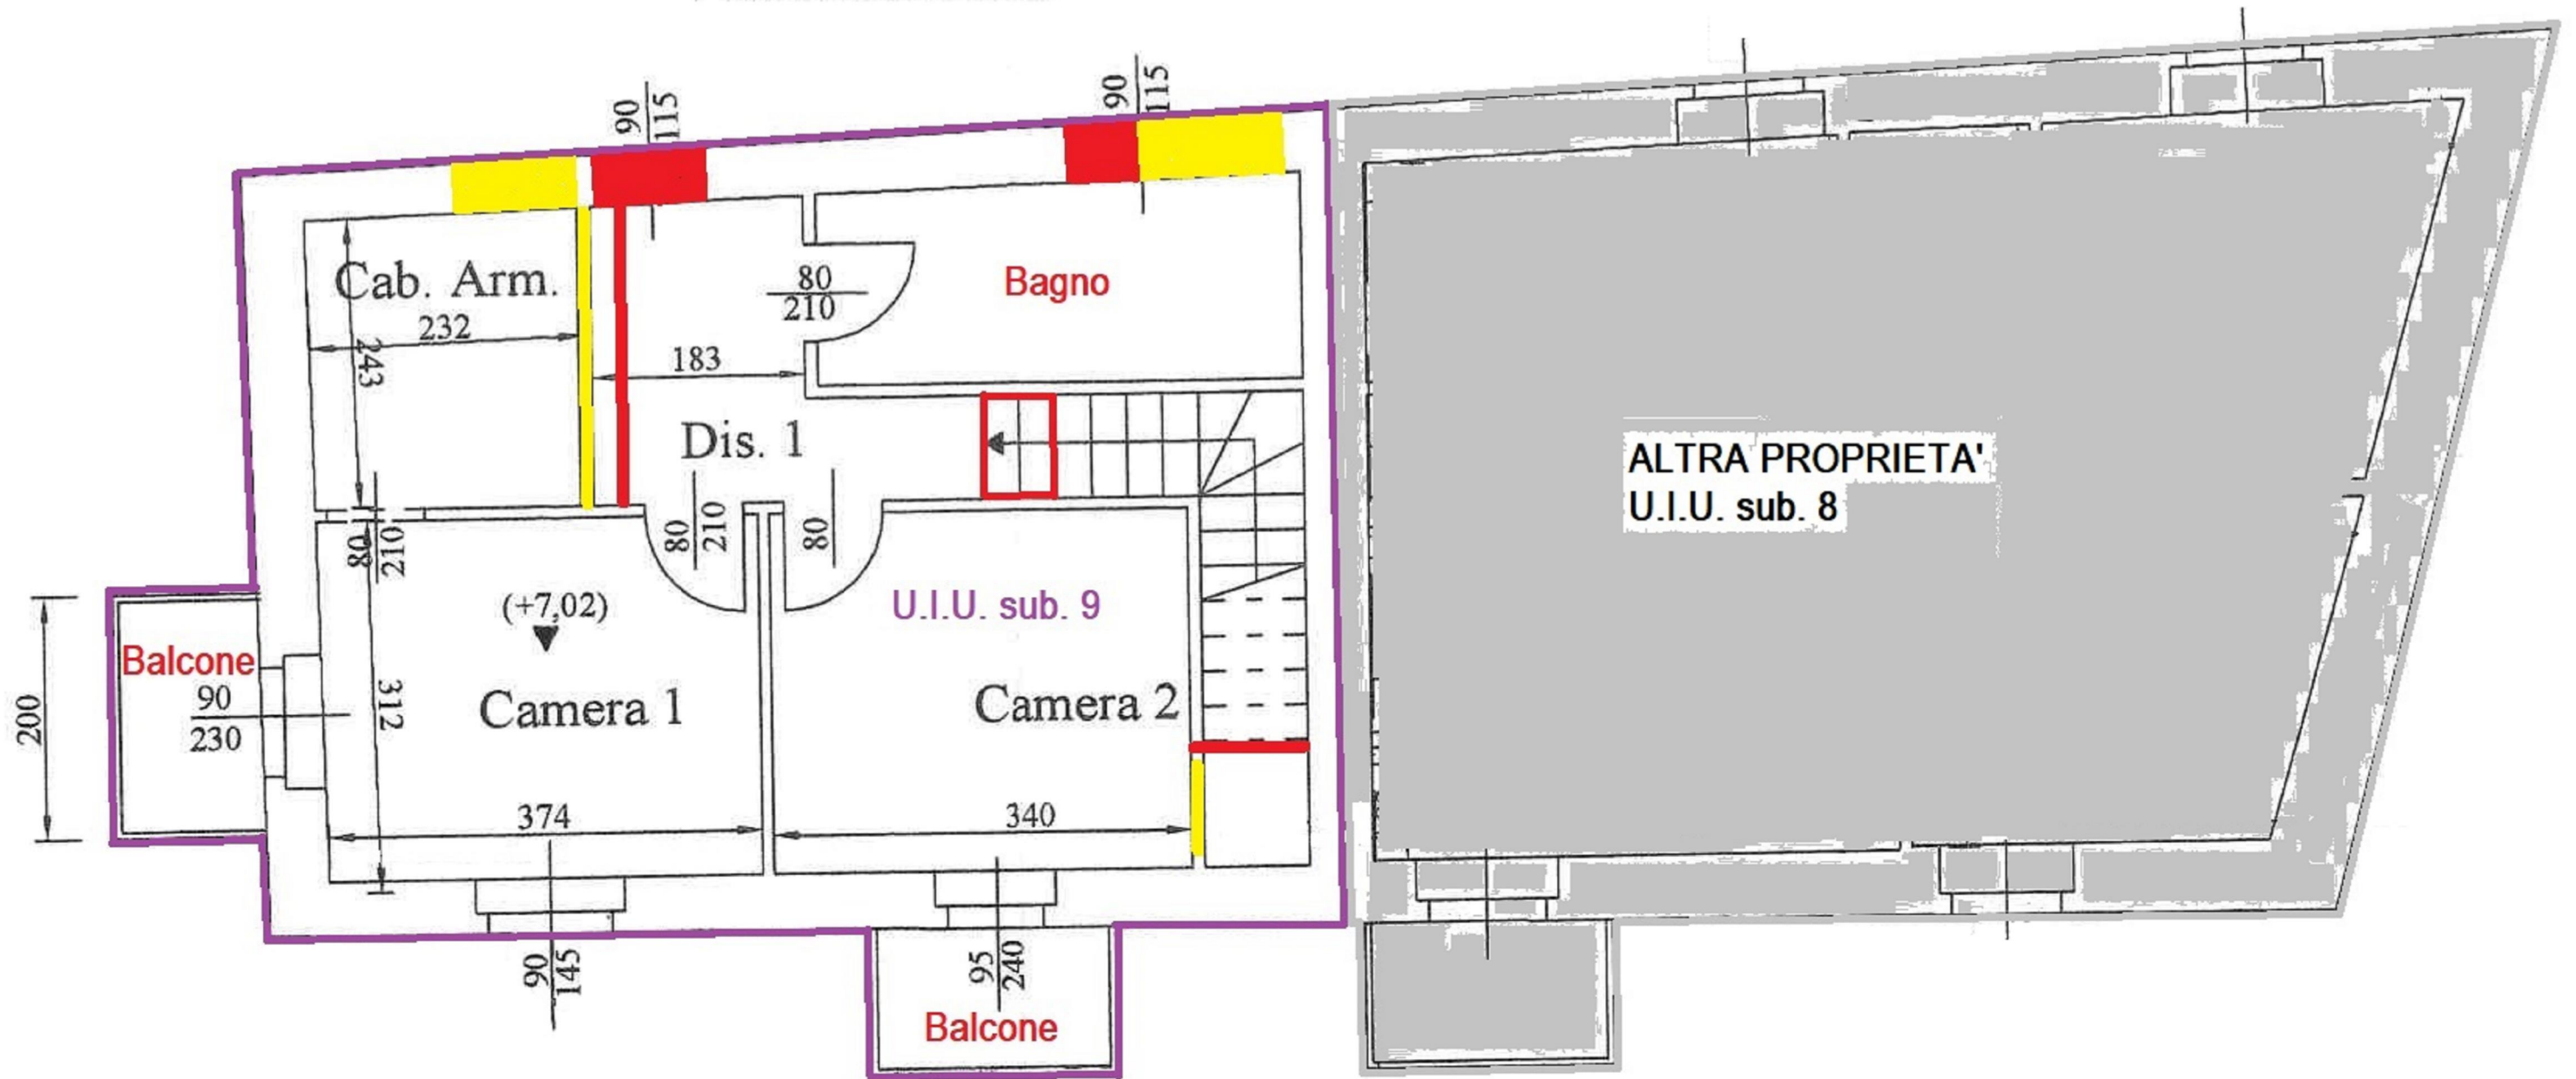 90
115
90
115
Cab. Arm.
232
243
80
210
Bagno
183
Dis. 1
80
210
80
210
80
(+7,02)
U.I.U. sub. 9
ALTRA PROPRIETA'
U.I.U. sub. 8
Balcone
90
230
200
312
Camera 1
Camera 2
374
340
90
145
95
240
Balcone